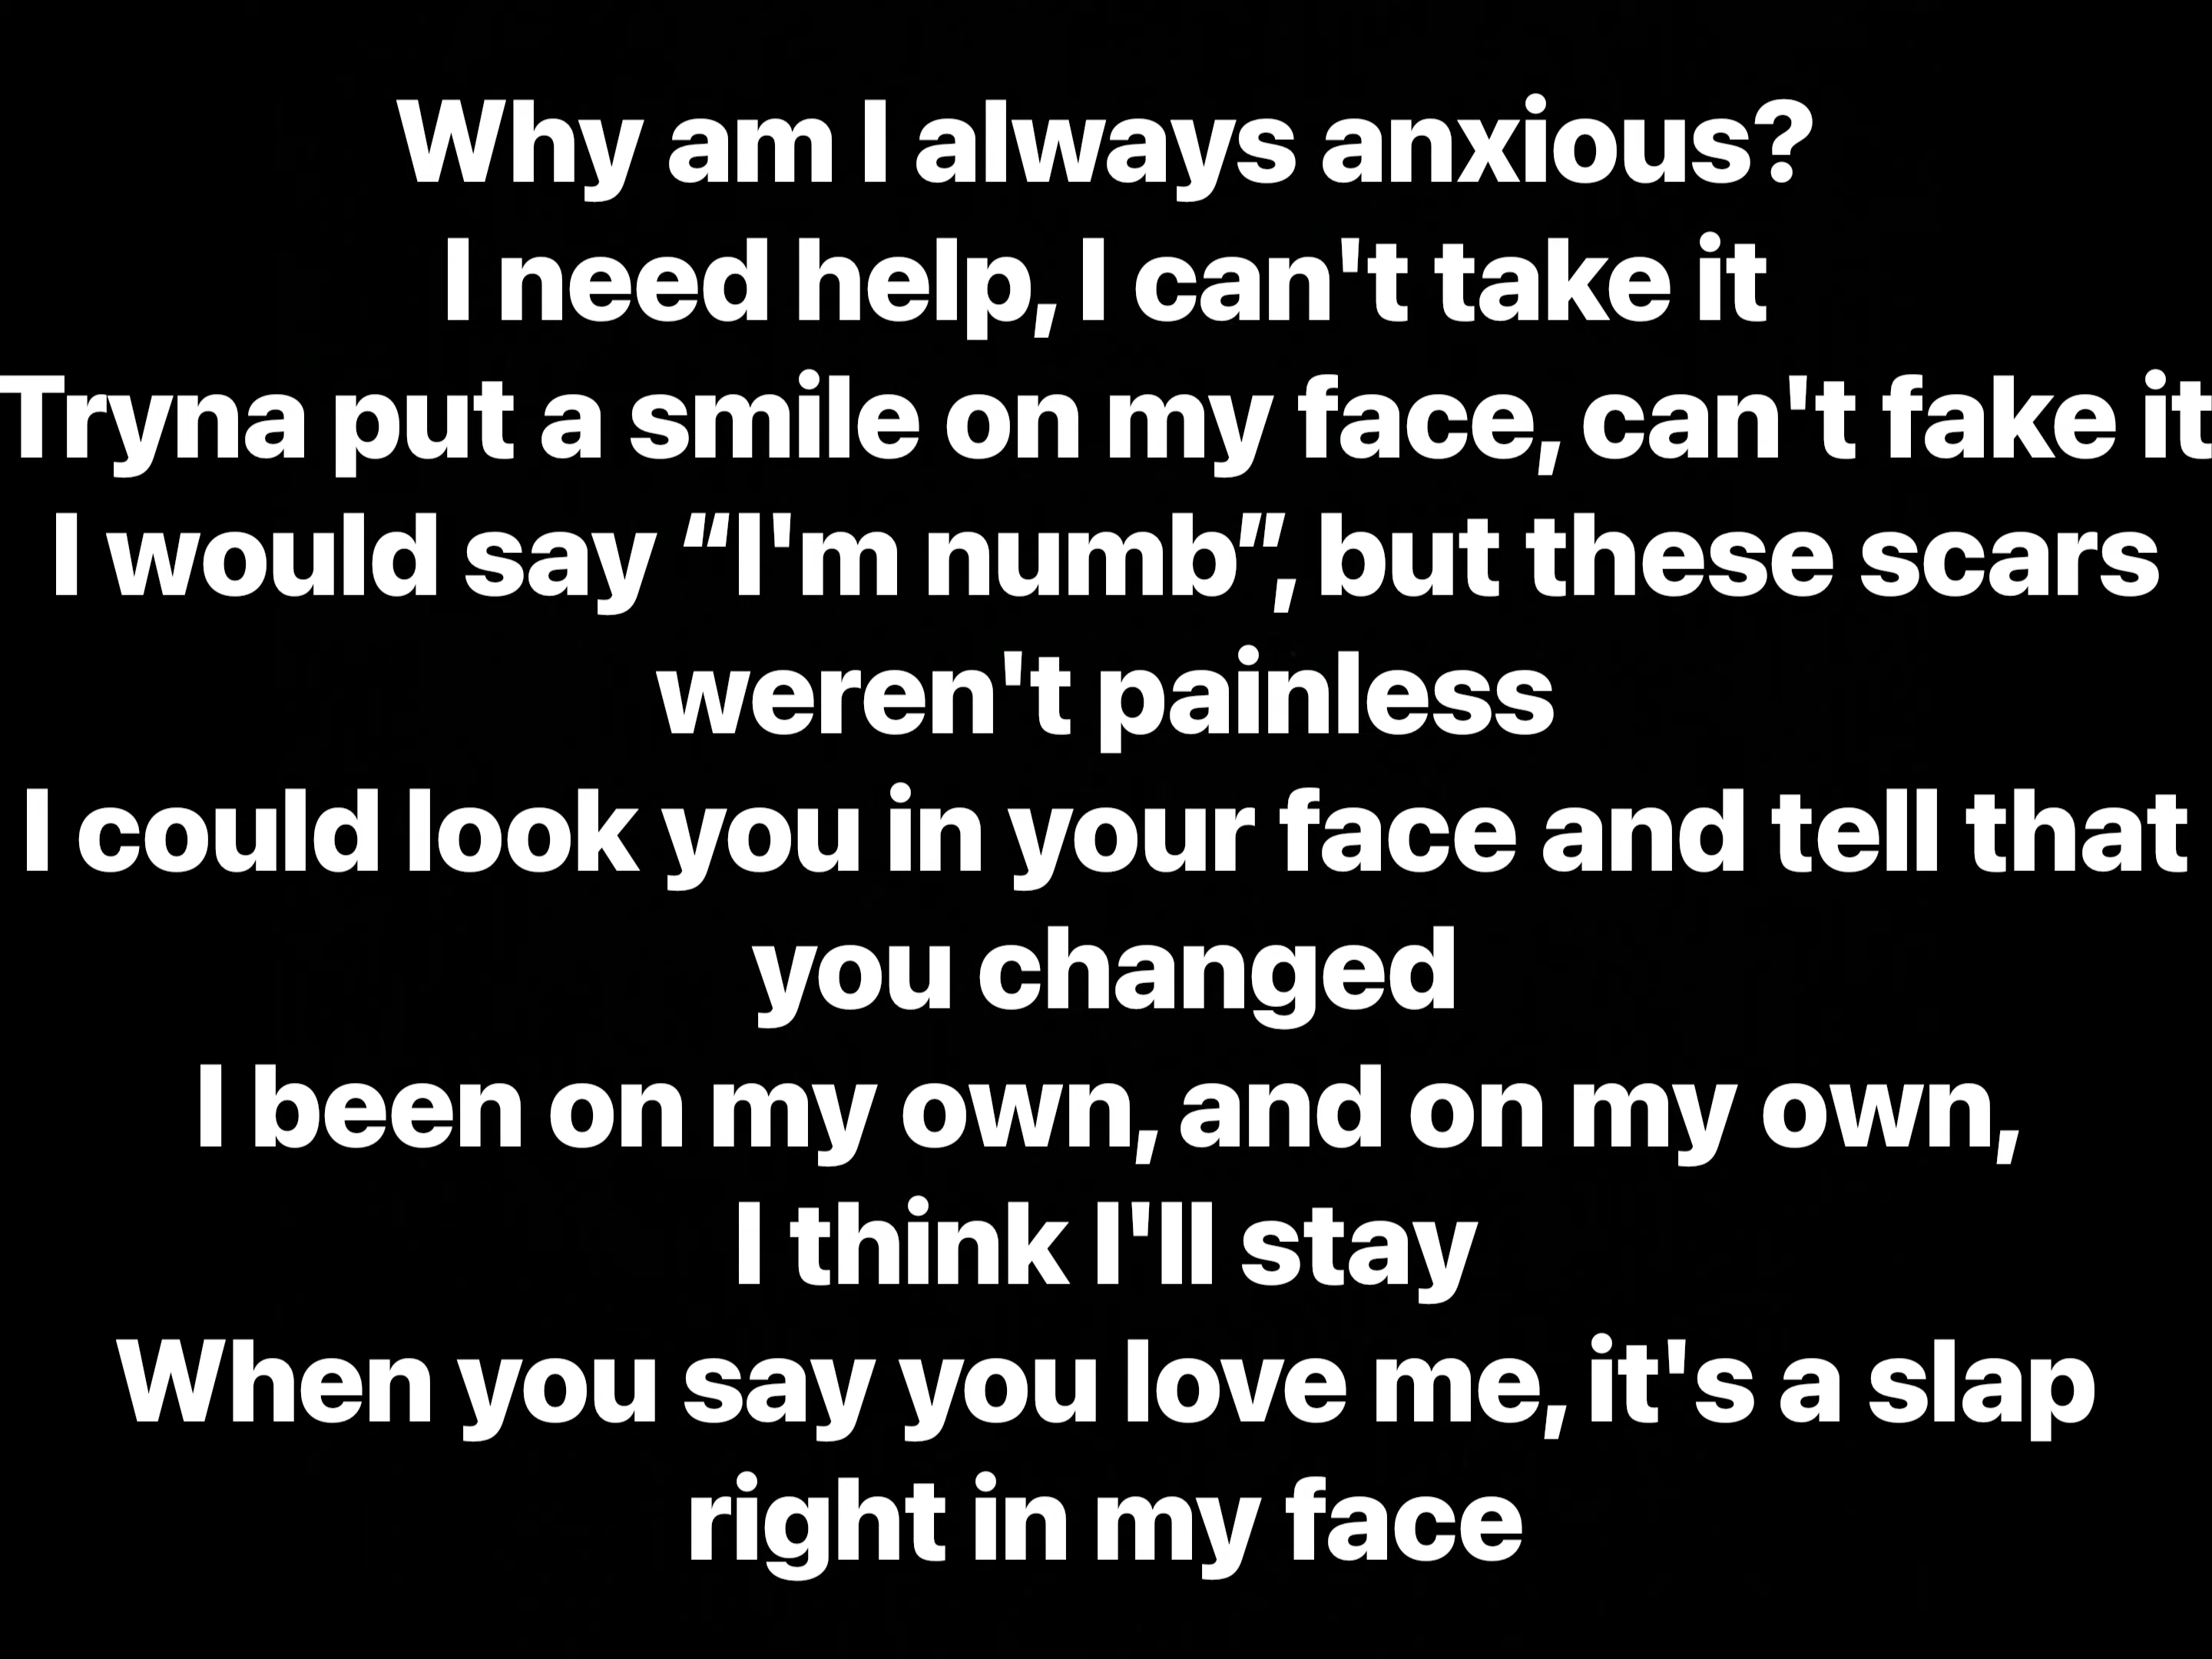 Why am I always anxious?
I need help, I can't take it
Tryna put a smile on my face, can't fake it
I would say “I'm numb”, but these scars
weren't painless
I could look you in your face and tell that
you changed
I been on my own, and on my own,
I think I'll stay
When you say you love me, it's a slap
right in my face